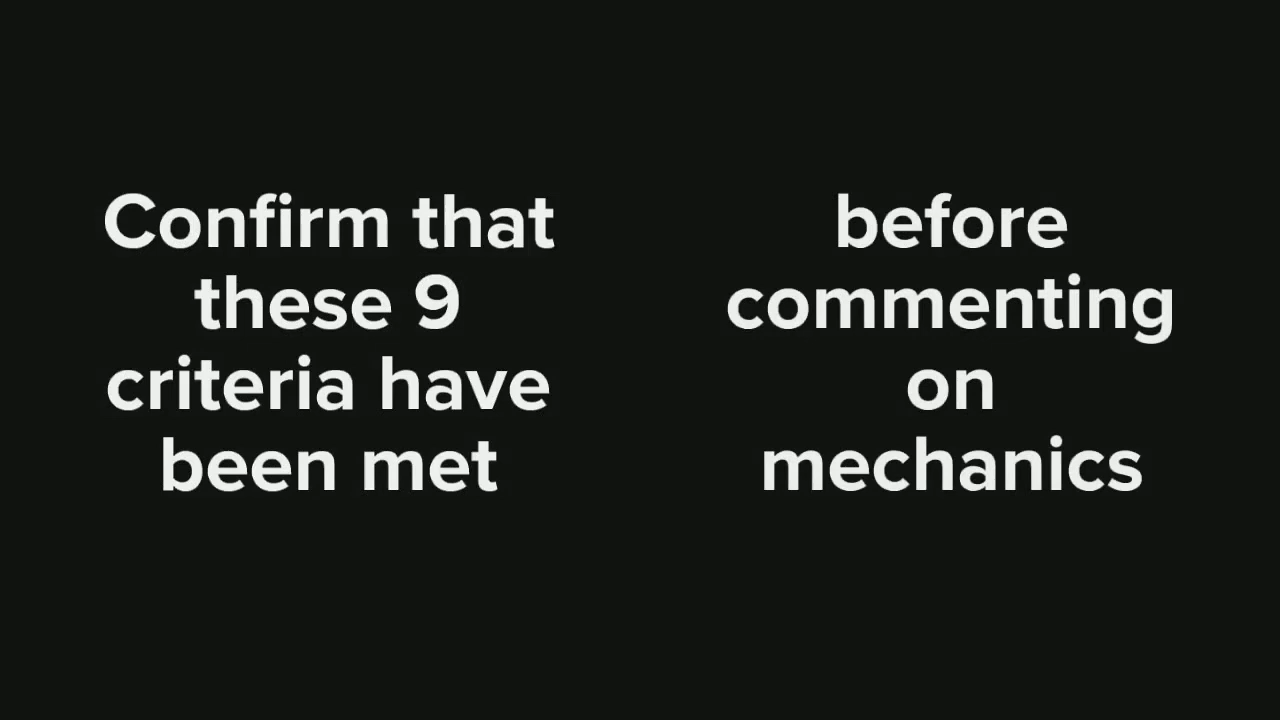 Confirm that
these 9
criteria have
been met
before
commenting
on
mechanics